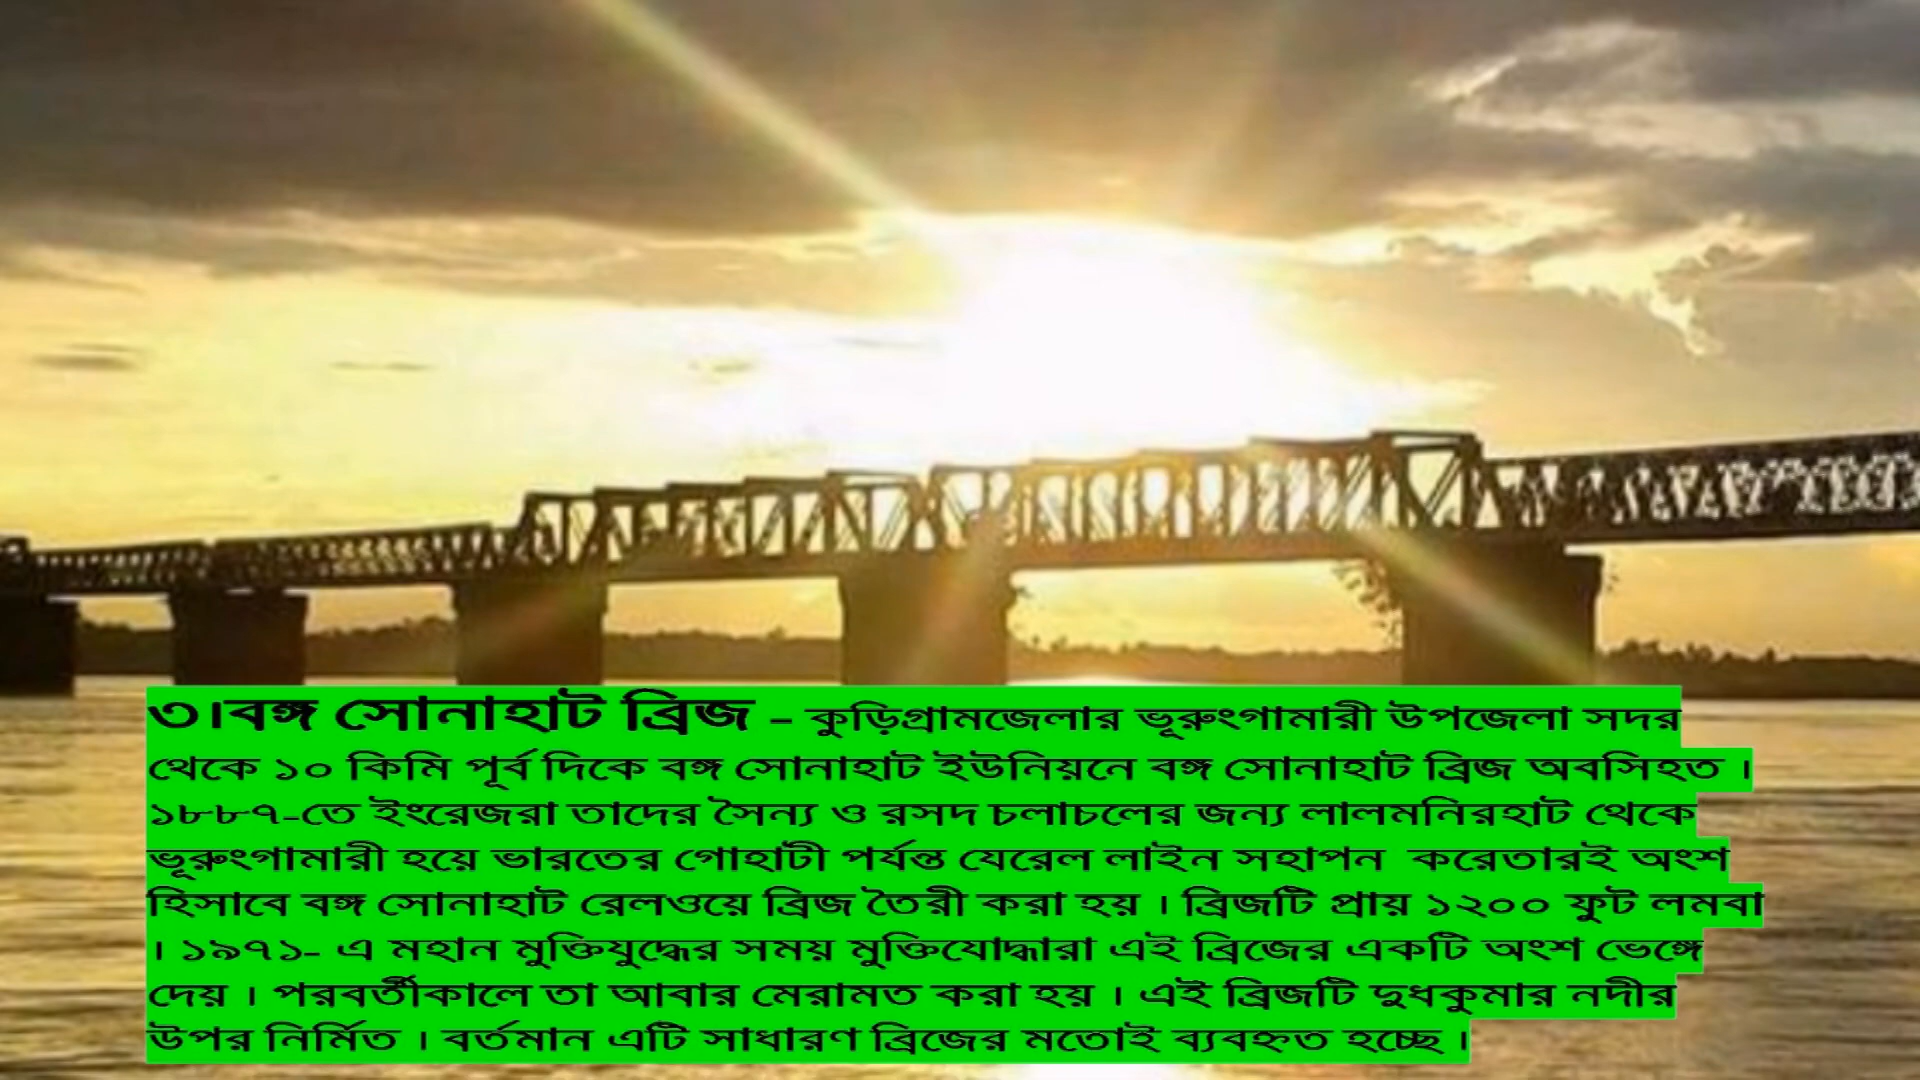 ৩।বঙ্গ সোনাহাট ব্রিজ – কুড়িগ্রামজেলার ভূরুংগামারী উপজেলা সদর
থেকে ১০ কিমি পূর্ব দিকে বঙ্গ সোনাহাট ইউনিয়নে বঙ্গ সোনাহাট ব্রিজ অবসিহত ।
১৮৮৭-তে ইংরেজরা তাদের সৈন্য ও রসদ চলাচলের জন্য লালমনিরহাট থেকে
ভূরুংগামারী হয়ে ভারতের গোহাটী পর্যন্ত যেরেল লাইন সহাপন করেতারই অংশ
হিসাবে বঙ্গ সোনাহাট রেলওয়ে ব্রিজ তৈরী করা হয় । ব্রিজটি প্রায় ১২০০ ফুট লমবা
। ১৯৭১- এ মহান মুক্তিযুদ্ধের সময় মুক্তিযোদ্ধারা এই ব্রিজের একটি অংশ ভেঙ্গে
দেয় । পরবর্তীকালে তা আবার মেরামত করা হয় । এই ব্রিজটি দুধকুমার নদীর
উপর নির্মিত । বর্তমান এটি সাধারণ ব্রিজের মতোই ব্যবহ্নত হচ্ছে ।